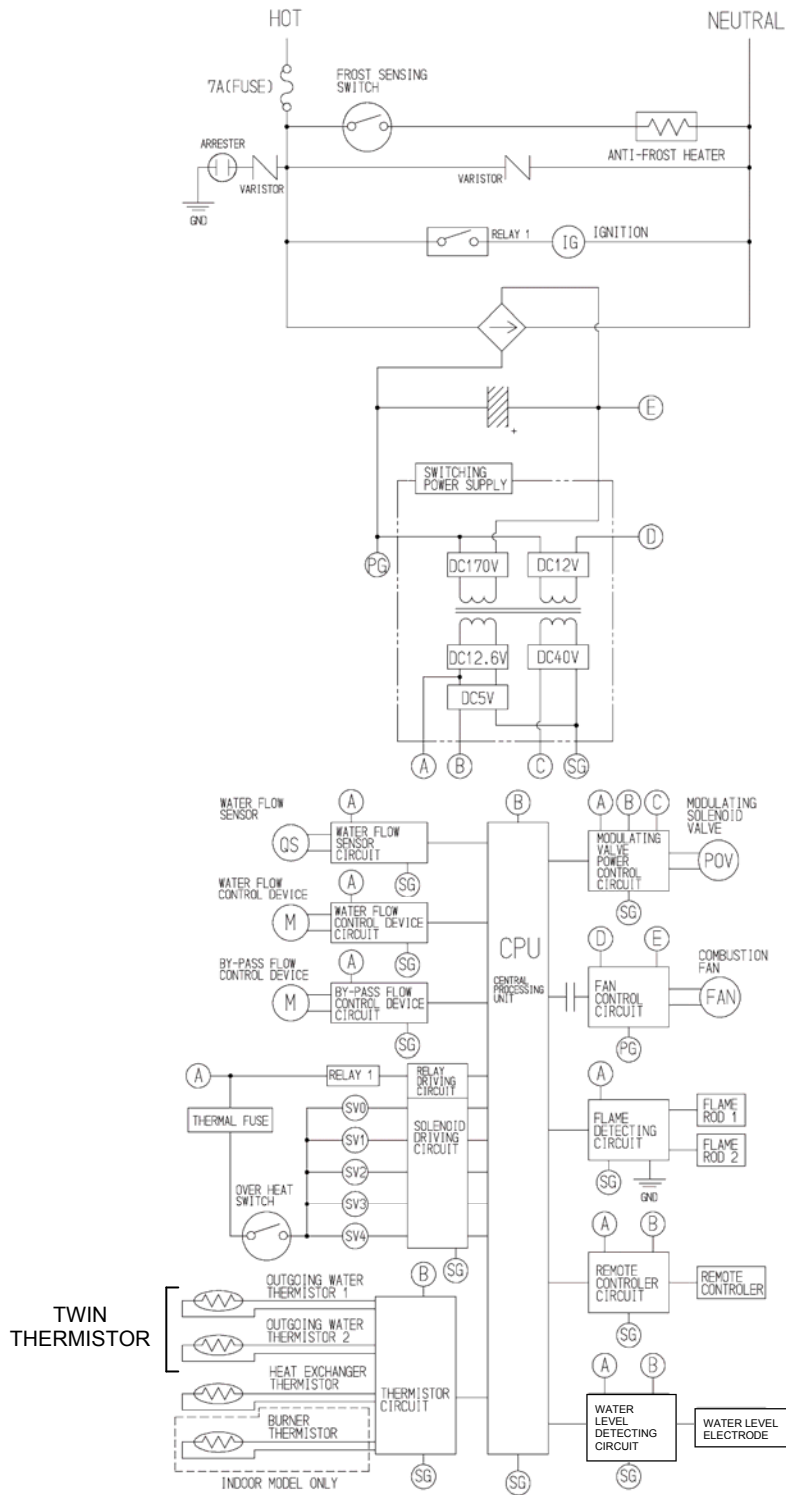 HOT
NEUTRAL
7A(FUSE)
FROST SENSING
SWITCH
ANTI-FROST HEATER
ARRESTER
VARISTOR
VARISTOR
GND
RELAY 1
IG
IGNITION
E
SWITCHING
POWER SUPPLY
D
PG
DC170V
DC12V
DC12.6V
DC40V
DC5V
A
B
C
SG
WATER FLOW
SENSOR
QS
A
WATER FLOW
SENSOR
CIRCUIT
SG
WATER FLOW
CONTROL DEVICE
M
A
WATER FLOW
CONTROL DEVICE
CIRCUIT
SG
BY-PASS FLOW
CONTROL DEVICE
M
A
BY-PASS FLOW
CONTROL DEVICE
CIRCUIT
SG
A
RELAY 1
RELAY
DRIVING
CIRCUIT
THERMAL FUSE
OVER HEAT
SWITCH
SV0
SV1
SV2
SV3
SV4
SOLENOID
DRIVING
CIRCUIT
SG
TWIN
THERMISTOR
OUTGOING WATER
THERMISTOR 1
OUTGOING WATER
THERMISTOR 2
HEAT EXCHANGER
THERMISTOR
BURNER
THERMISTOR
INDOOR MODEL ONLY
B
THERMISTOR
CIRCUIT
SG
B
CPU
CENTRAL
PROCESSING
UNIT
SG
A
B
C
MODULATING
VALVE
POWER
CONTROL
CIRCUIT
SG
MODULATING
SOLENOID
VALVE
POV
D
E
FAN
CONTROL
CIRCUIT
PG
COMBUSTION
FAN
FAN
A
FLAME
DETECTING
CIRCUIT
SG
GND
FLAME
ROD 1
FLAME
ROD 2
A
B
REMOTE
CONTROLER
CIRCUIT
SG
REMOTE
CONTROLER
A
B
WATER
LEVEL
DETECTING
CIRCUIT
SG
WATER LEVEL
ELECTRODE